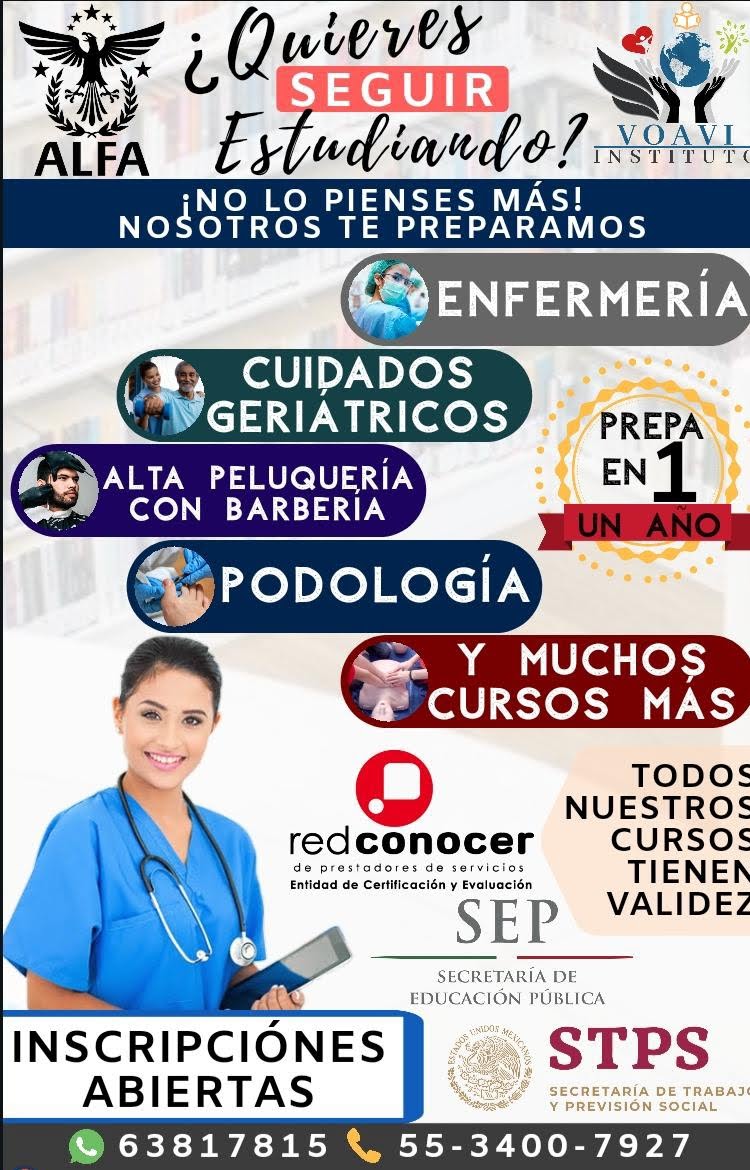 ¿Quieres
SEGUIR
Estudiando?
ALFA
VOAVI
INSTITUTO
¡NO LO PIENSES MÁS!
NOSOTROS TE PREPARAMOS
ENFERMERÍA
CUIDADOS
GERIÁTRICOS
ALTA PELUQUERÍA
CON BARBERÍA
PREPA
EN 1
UN AÑO
PODOLOGÍA
Y MUCHOS
CURSOS MÁS
TODOS
NUESTROS
CURSOS
TIENEN
VALIDEZ
redconocer
de prestadores de servicios
Entidad de Certificación y Evaluación
SEP
SECRETARÍA DE
EDUCACIÓN PÚBLICA
INSCRIPCIÓNES
ABIERTAS
ESTADOS UNIDOS MEXICANOS
STPS
SECRETARÍA DE TRABAJO
Y PREVISIÓN SOCIAL
63817815 55-3400-7927